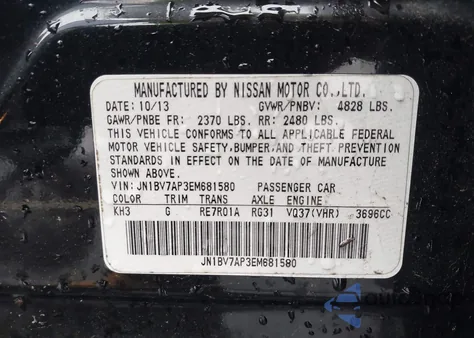 MANUFACTURED BY NISSAN MOTOR CO.,LTD.
DATE: 10/13 GVWR/PNBV: 4828 LBS.
GAWR/PNBE FR: 2370 LBS. RR: 2480 LBS.
THIS VEHICLE CONFORMS TO ALL APPLICABLE FEDERAL
MOTOR VEHICLE SAFETY,BUMPER,AND THEFT PREVENTION
STANDARDS IN EFFECT ON THE DATE OF MANUFACTURE
SHOWN ABOVE.
VIN: JN1BV7AP3EM681580 PASSENGER CAR
COLOR TRIM TRANS AXLE ENGINE
KH3 G RE7R01A RG31 VQ37(VHR) 3696CC
JN1BV7AP3EM681580